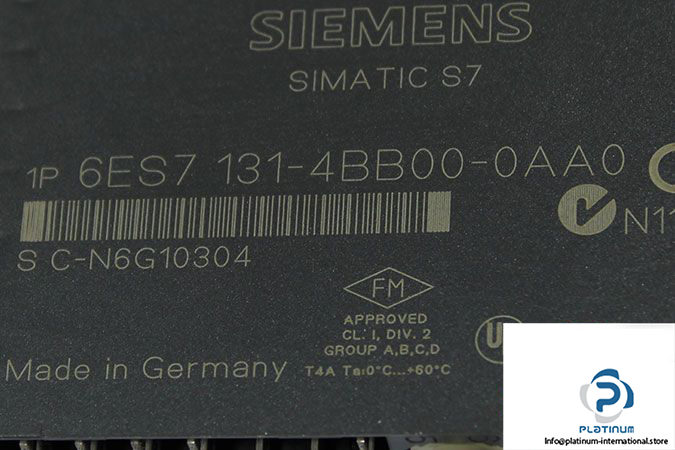 SIEMENS
SIMATIC S7
1P 6ES7 131-4BB00-0AA0
N11
S C-N6G10304
FM
APPROVED
CL. I, DIV. 2
GROUP A,B,C,D
T4A Ta:0°C...+60°C
Made in Germany
PLATINUM
Info@platinum-international.store